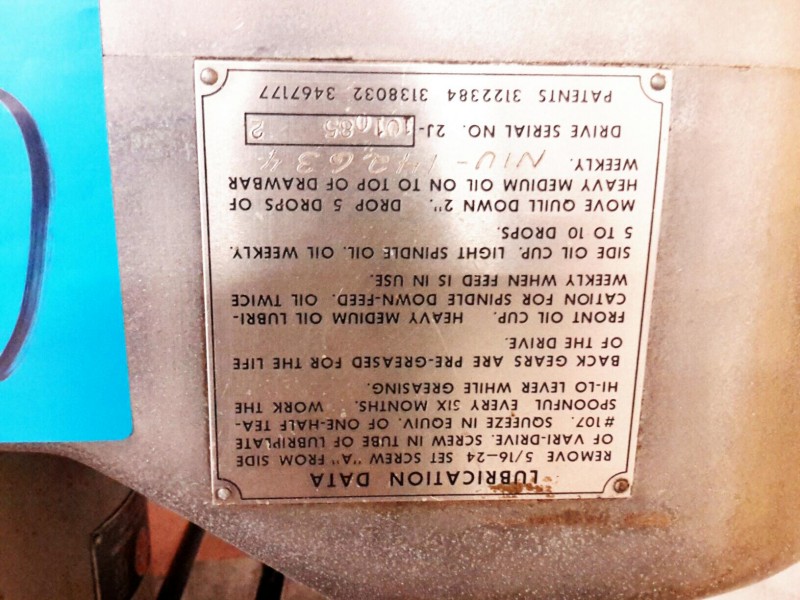 LUBRICATION DATA
REMOVE 5/16—24 SET SCREW "A" FROM SIDE
OF VARI-DRIVE. SCREW IN TUBE OF LUBRIPLATE
#107. SQUEEZE IN EQUIV. OF ONE-HALF TEA-
SPOONFUL EVERY SIX MONTHS. WORK THE
HI-LO LEVER WHILE GREASING.
BACK GEARS ARE PRE-GREASED FOR THE LIFE
OF THE DRIVE.
FRONT OIL CUP. HEAVY MEDIUM OIL LUBRI-
CATION FOR SPINDLE DOWN-FEED. OIL TWICE
WEEKLY WHEN FEED IS IN USE.
SIDE OIL CUP. LIGHT SPINDLE OIL. OIL WEEKLY.
5 TO 10 DROPS.
MOVE QUILL DOWN 2". DROP 5 DROPS OF
HEAVY MEDIUM OIL ON TOP OF DRAWBAR
WEEKLY. NIU - 142634
DRIVE SERIAL NO. 2J-
PATENTS 3122384 3138032 3467177